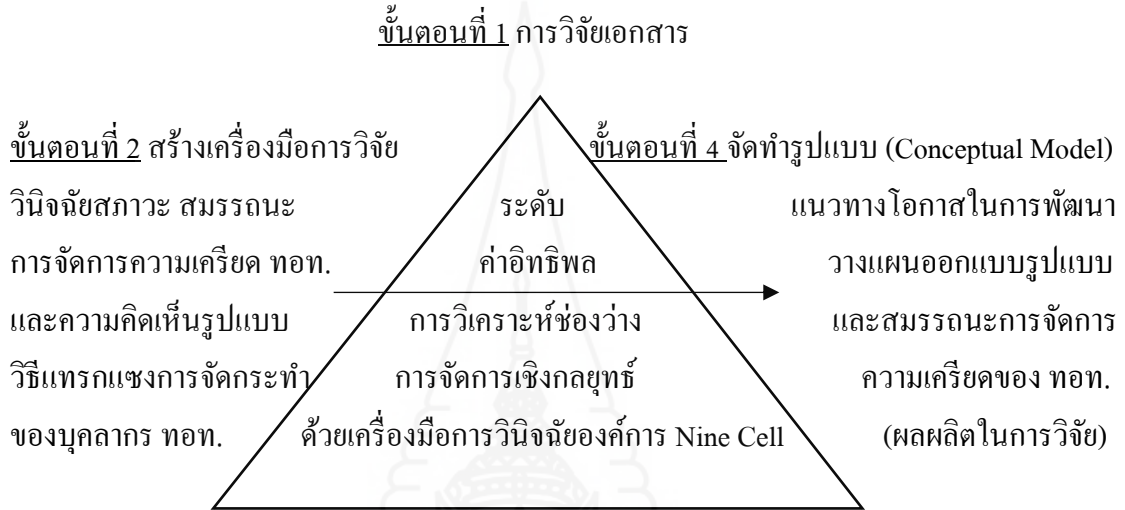 ขั้นตอนที่ 1 การวิจัยเอกสาร
ขั้นตอนที่ 2 สร้างเครื่องมือการวิจัย
วินิจฉัยสภาวะ สมรรถนะ
การจัดการความเครียด ทอท.
และความคิดเห็นรูปแบบ
วิธีแทรกแซงการจัดกระทำ
ของบุคลากร ทอท.
ระดับ
ค่าอิทธิพล
การวิเคราะห์ช่องว่าง
การจัดการเชิงกลยุทธ์
ด้วยเครื่องมือการวินิจฉัยองค์การ Nine Cell
ขั้นตอนที่ 4 จัดทำรูปแบบ (Conceptual Model)
แนวทางโอกาสในการพัฒนา
วางแผนออกแบบรูปแบบ
และสมรรถนะการจัดการ
ความเครียดของ ทอท.
(ผลผลิตในการวิจัย)